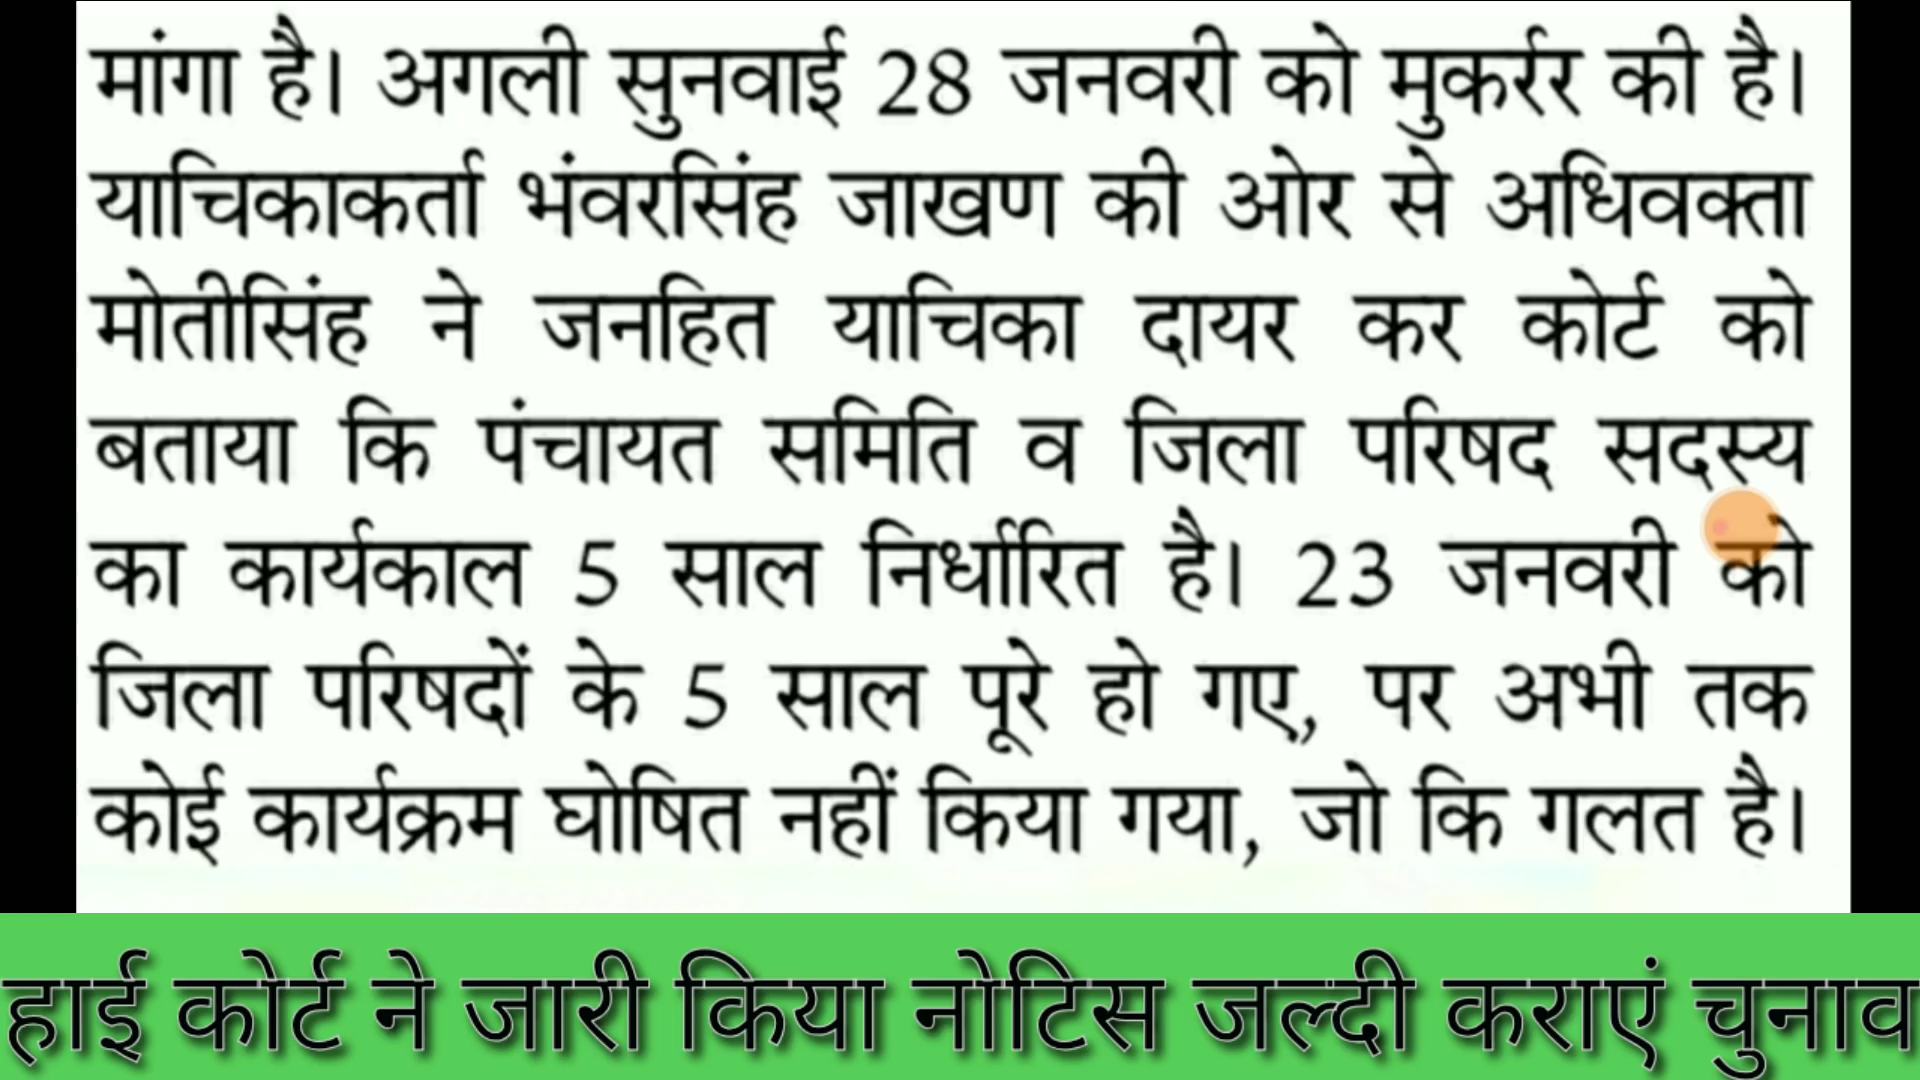 मांगा है। अगली सुनवाई 28 जनवरी को मुकर्रर की है।
याचिकाकर्ता भंवरसिंह जाखण की ओर से अधिवक्ता
मोतीसिंह ने जनहित याचिका दायर कर कोर्ट को
बताया कि पंचायत समिति व जिला परिषद सदस्य
का कार्यकाल 5 साल निर्धारित है। 23 जनवरी को
जिला परिषदों के 5 साल पूरे हो गए, पर अभी तक
कोई कार्यक्रम घोषित नहीं किया गया, जो कि गलत है।
हाई कोर्ट ने जारी किया नोटिस जल्दी कराएं चुनाव